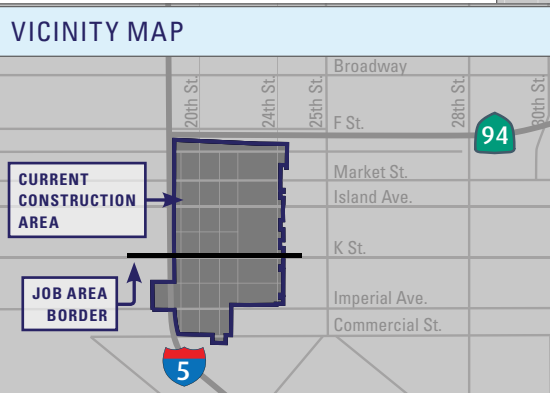 VICINITY MAP
Broadway
20th St.
24th St.
25th St.
28th St.
30th St.
F St.
94
Market St.
CURRENT
CONSTRUCTION
AREA
Island Ave.
K St.
JOB AREA
BORDER
Imperial Ave.
Commercial St.
5